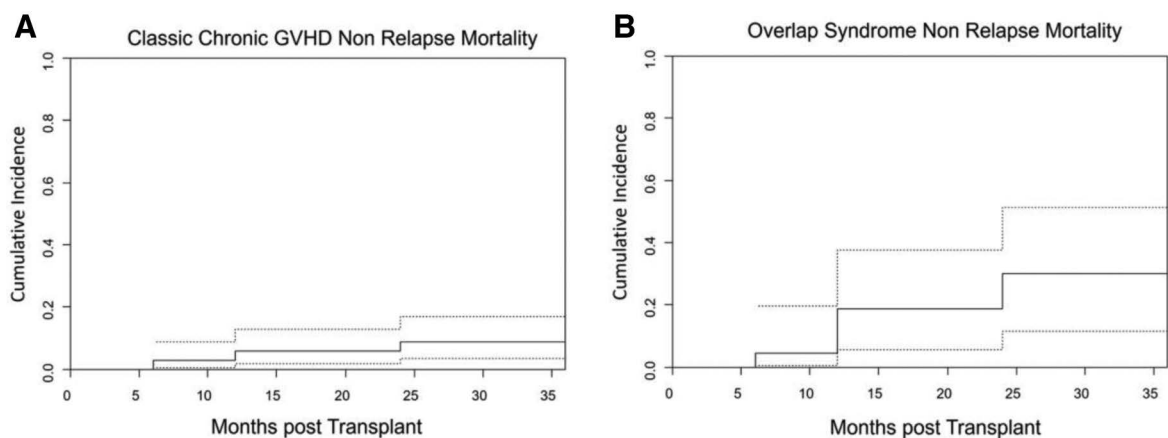 A
Classic Chronic GVHD Non Relapse Mortality
Cumulative Incidence
1.0
0.8
0.6
0.4
0.2
0.0
0 5 10 15 20 25 30 35
Months post Transplant
B
Overlap Syndrome Non Relapse Mortality
Cumulative Incidence
1.0
0.8
0.6
0.4
0.2
0.0
0 5 10 15 20 25 30 35
Months post Transplant